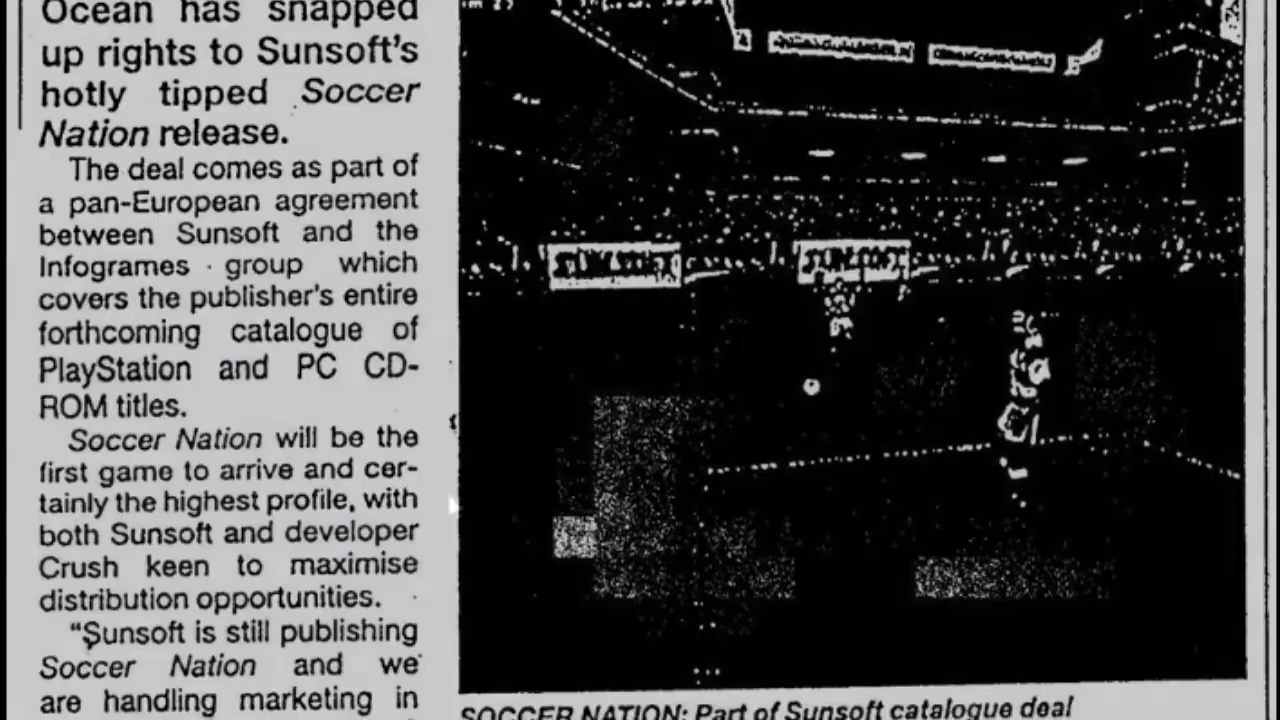 Ocean has snapped
up rights to Sunsoft's
hotly tipped Soccer
Nation release.
The deal comes as part of
a pan-European agreement
between Sunsoft and the
Infogrames group which
covers the publisher's entire
forthcoming catalogue of
PlayStation and PC CD-
ROM titles.
Soccer Nation will be the
first game to arrive and cer-
tainly the highest profile, with
both Sunsoft and developer
Crush keen to maximise
distribution opportunities.
"Sunsoft is still publishing
Soccer Nation and we
are handling marketing in
SUNSOFT SUNSOFT
SOCCER NATION: Part of Sunsoft catalogue deal